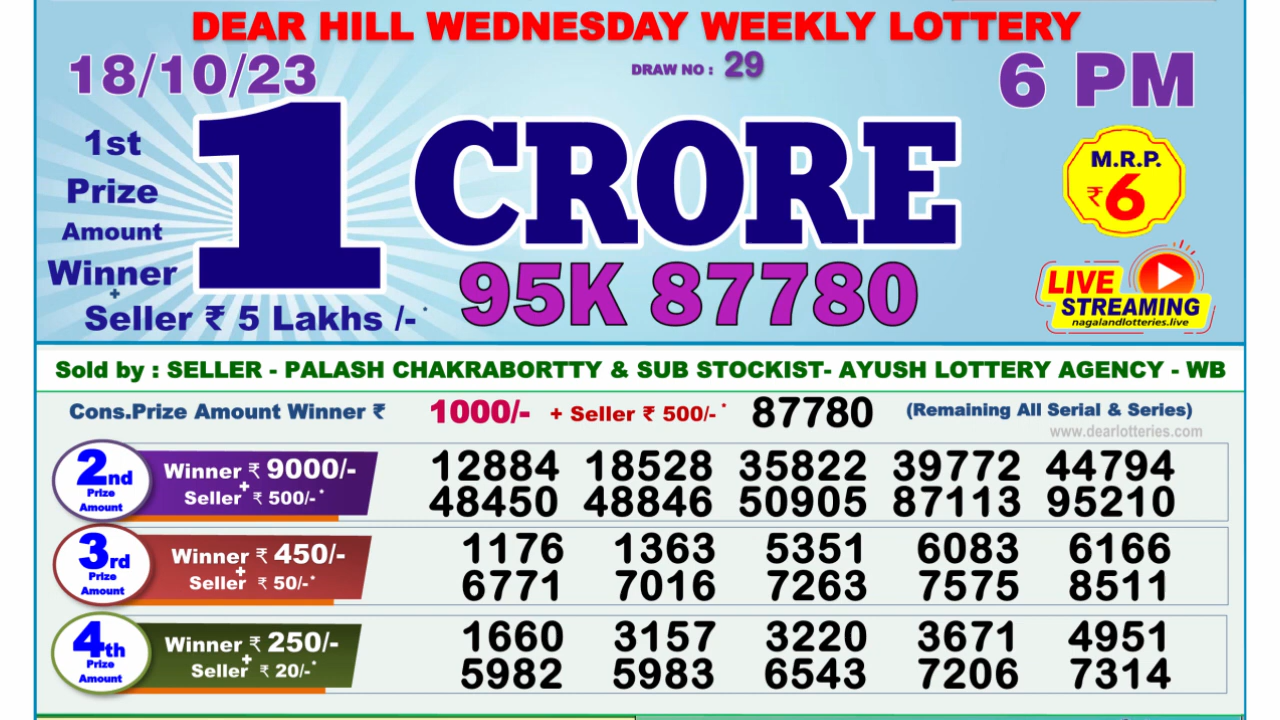 DEAR HILL WEDNESDAY WEEKLY LOTTERY
18/10/23
DRAW NO : 29
6 PM
1st
Prize
Amount
Winner
+
Seller ₹ 5 Lakhs /-*
1 CRORE
95K 87780
M.R.P.
₹6
LIVE
STREAMING
nagalandlotteries.live
Sold by : SELLER - PALASH CHAKRABORTTY & SUB STOCKIST- AYUSH LOTTERY AGENCY - WB
Cons.Prize Amount Winner ₹ 1000/- + Seller ₹ 500/-* 87780 (Remaining All Serial & Series)
www.dearlotteries.com
2nd
Prize
Amount
Winner ₹ 9000/-
+
Seller ₹ 500/-*
12884 18528 35822 39772 44794
48450 48846 50905 87113 95210
3rd
Prize
Amount
Winner ₹ 450/-
+
Seller ₹ 50/-*
1176 1363 5351 6083 6166
6771 7016 7263 7575 8511
4th
Prize
Amount
Winner ₹ 250/-
+
Seller ₹ 20/-*
1660 3157 3220 3671 4951
5982 5983 6543 7206 7314